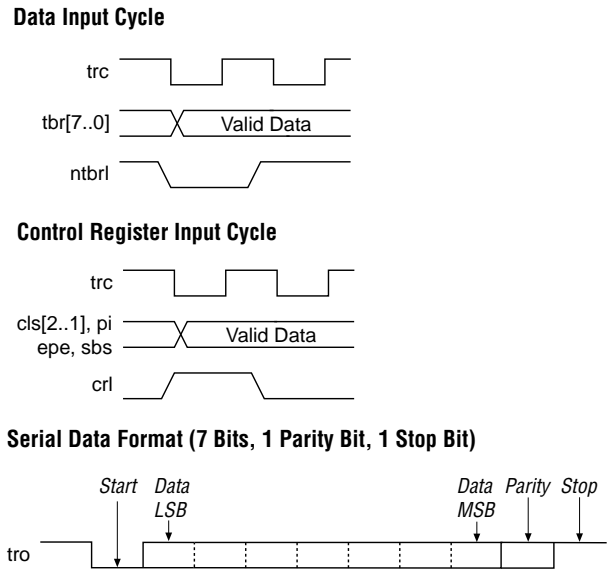 Data Input Cycle
trc
tbr[7..0]
Valid Data
ntbrl
Control Register Input Cycle
trc
cls[2..1], pi
epe, sbs
Valid Data
crl
Serial Data Format (7 Bits, 1 Parity Bit, 1 Stop Bit)
Start Data Data Parity Stop
LSB MSB
tro